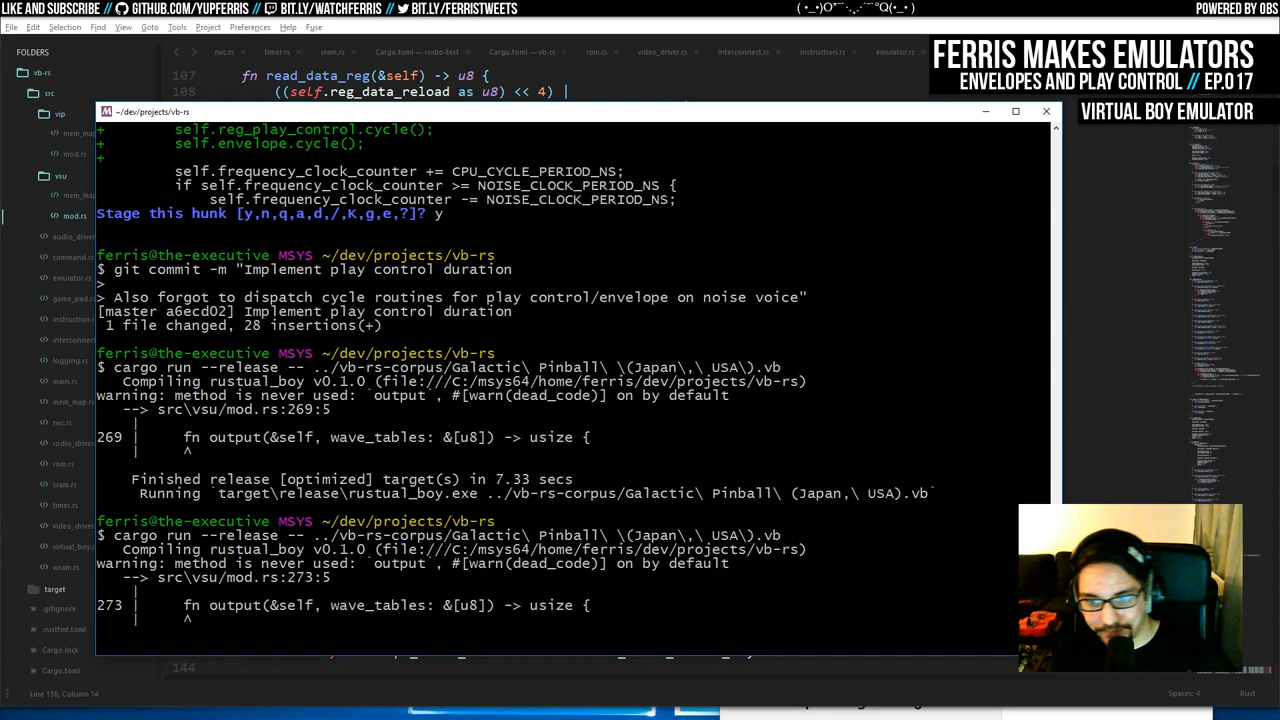 LIKE AND SUBSCRIBE // GITHUB.COM/YUPFERRIS // BIT.LY/WATCHFERRIS // BIT.LY/FERRISTWEETS
POWERED BY OBS
File Edit Selection Find View Goto Tools Project Preferences Help Fuse
FERRIS MAKES EMULATORS
ENVELOPES AND PLAY CONTROL // EP.017
VIRTUAL BOY EMULATOR
FOLDERS
vb-rs
src
vip
mem_map
mod.rs
vsu
mem_map
mod.rs
audio_driver
command.rs
emulator.rs
game_pad.rs
instruction.rs
interconnect
logging.rs
main.rs
mem_map.rs
nvc.rs
rodio_driver
rom.rs
sram.rs
timer.rs
video_driver
virtual_boy.rs
wram.rs
target
.gitignore
.rustfmt.toml
Cargo.lock
Cargo.toml
nvc.rs timer.rs sram.rs Cargo.toml — rodio-test Cargo.toml — vb-rs rom.rs video_driver.rs interconnect.rs instruction.rs emulator.rs
107 fn read_data_reg(&self) -> u8 {
108 ((self.reg_data_reload as u8) << 4) |
~/dev/projects/vb-rs
+ self.reg_play_control.cycle();
+ self.envelope.cycle();
+
self.frequency_clock_counter += CPU_CYCLE_PERIOD_NS;
if self.frequency_clock_counter >= NOISE_CLOCK_PERIOD_NS {
self.frequency_clock_counter -= NOISE_CLOCK_PERIOD_NS;
Stage this hunk [y,n,q,a,d,/,K,g,e,?]? y
ferris@the-executive MSYS ~/dev/projects/vb-rs
$ git commit -m "Implement play control duration
>
> Also forgot to dispatch cycle routines for play control/envelope on noise voice"
[master a6ecd02] Implement play control duration
1 file changed, 28 insertions(+)
ferris@the-executive MSYS ~/dev/projects/vb-rs
$ cargo run --release -- ../vb-rs-corpus/Galactic\ Pinball\ \(Japan,\ USA\).vb
Compiling rustual_boy v0.1.0 (file:///C:/msys64/home/ferris/dev/projects/vb-rs)
warning: method is never used: `output`, #[warn(dead_code)] on by default
--> src\vsu/mod.rs:269:5
|
269 | fn output(&self, wave_tables: &[u8]) -> usize {
| ^
Finished release [optimized] target(s) in 7.23 secs
Running `target\release\rustual_boy.exe ../vb-rs-corpus/Galactic\ Pinball\ (Japan,\ USA).vb`
ferris@the-executive MSYS ~/dev/projects/vb-rs
$ cargo run --release -- ../vb-rs-corpus/Galactic\ Pinball\ \(Japan,\ USA\).vb
Compiling rustual_boy v0.1.0 (file:///C:/msys64/home/ferris/dev/projects/vb-rs)
warning: method is never used: `output`, #[warn(dead_code)] on by default
--> src\vsu/mod.rs:273:5
|
273 | fn output(&self, wave_tables: &[u8]) -> usize {
| ^
144
Line 136, Column 14
Spaces: 4
Rust